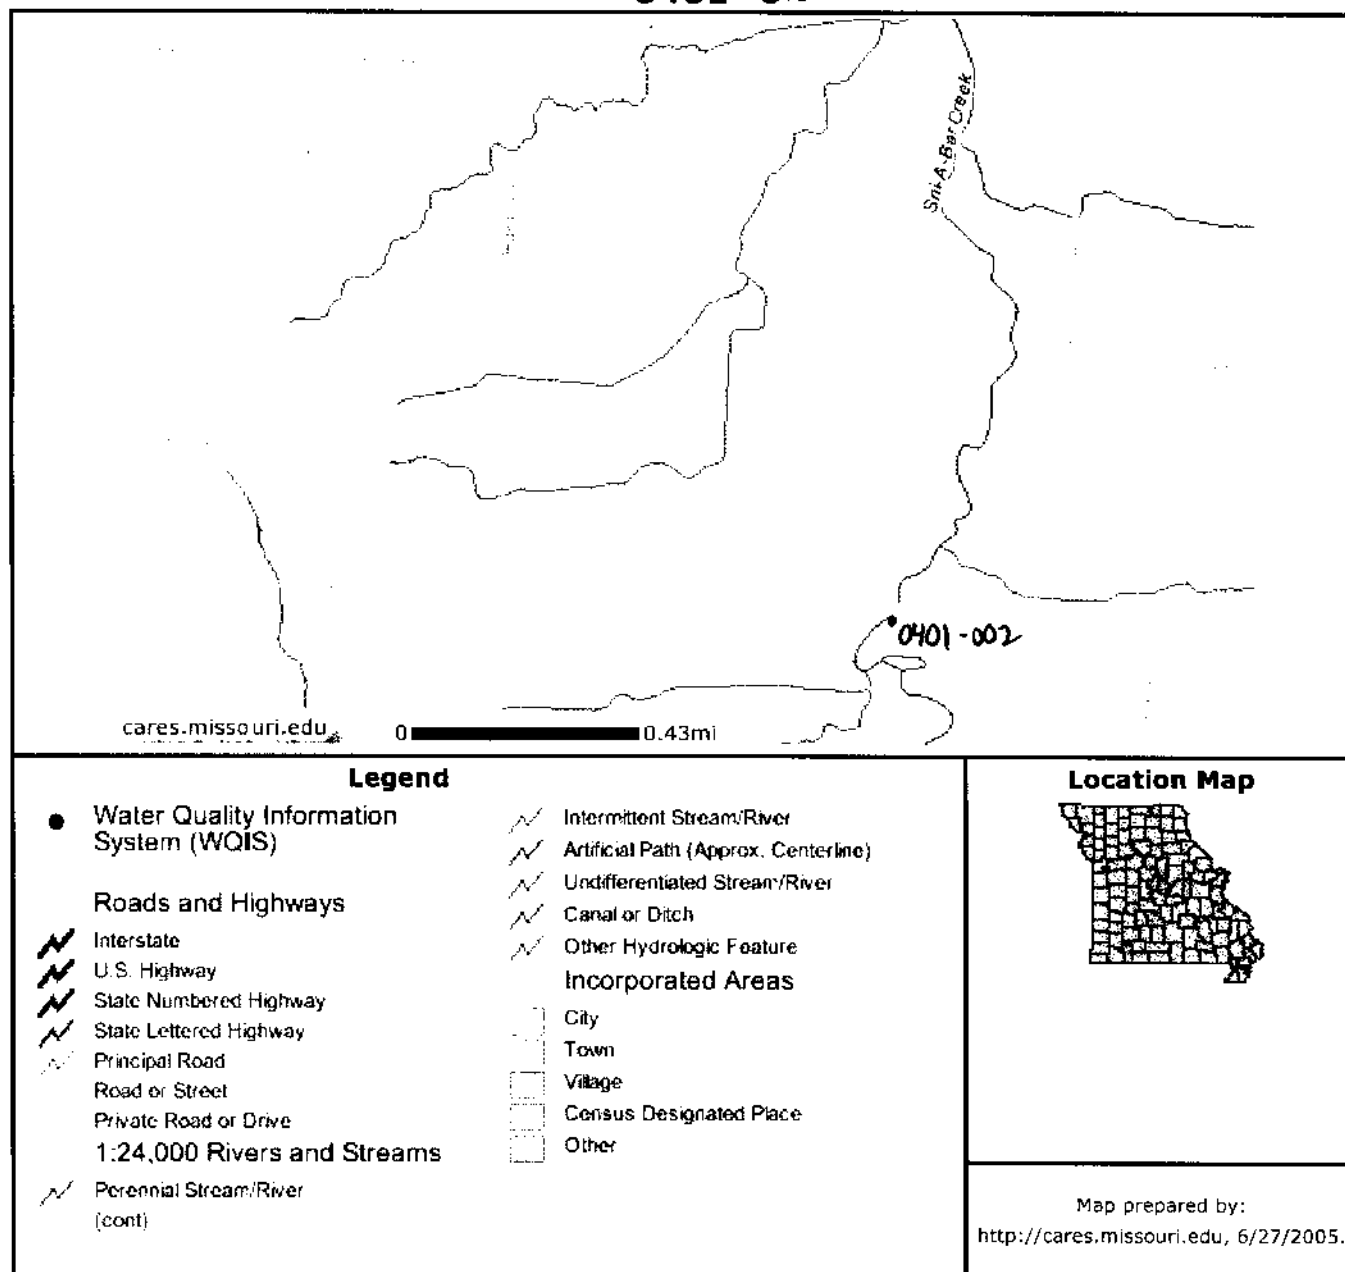 Sni-A-Bar Creek
0401-002
cares.missouri.edu
0
0.43mi
Legend
Water Quality Information
System (WQIS)
Roads and Highways
Interstate
U.S. Highway
State Numbered Highway
State Lettered Highway
Principal Road
Road or Street
Private Road or Drive
1:24,000 Rivers and Streams
Perennial Stream/River
(cont)
Intermittent Stream/River
Artificial Path (Approx. Centerline)
Undifferentiated Stream/River
Canal or Ditch
Other Hydrologic Feature
Incorporated Areas
City
Town
Village
Census Designated Place
Other
Location Map
Map prepared by:
http://cares.missouri.edu, 6/27/2005.